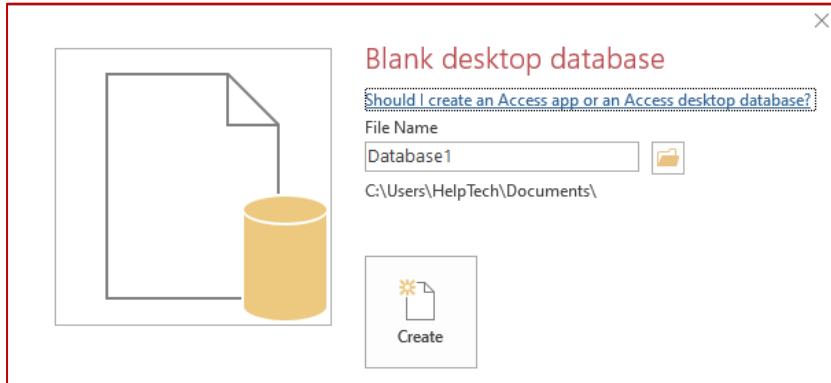 Blank desktop database
Should I create an Access app or an Access desktop database?
File Name
Database1
C:\Users\HelpTech\Documents\
Create